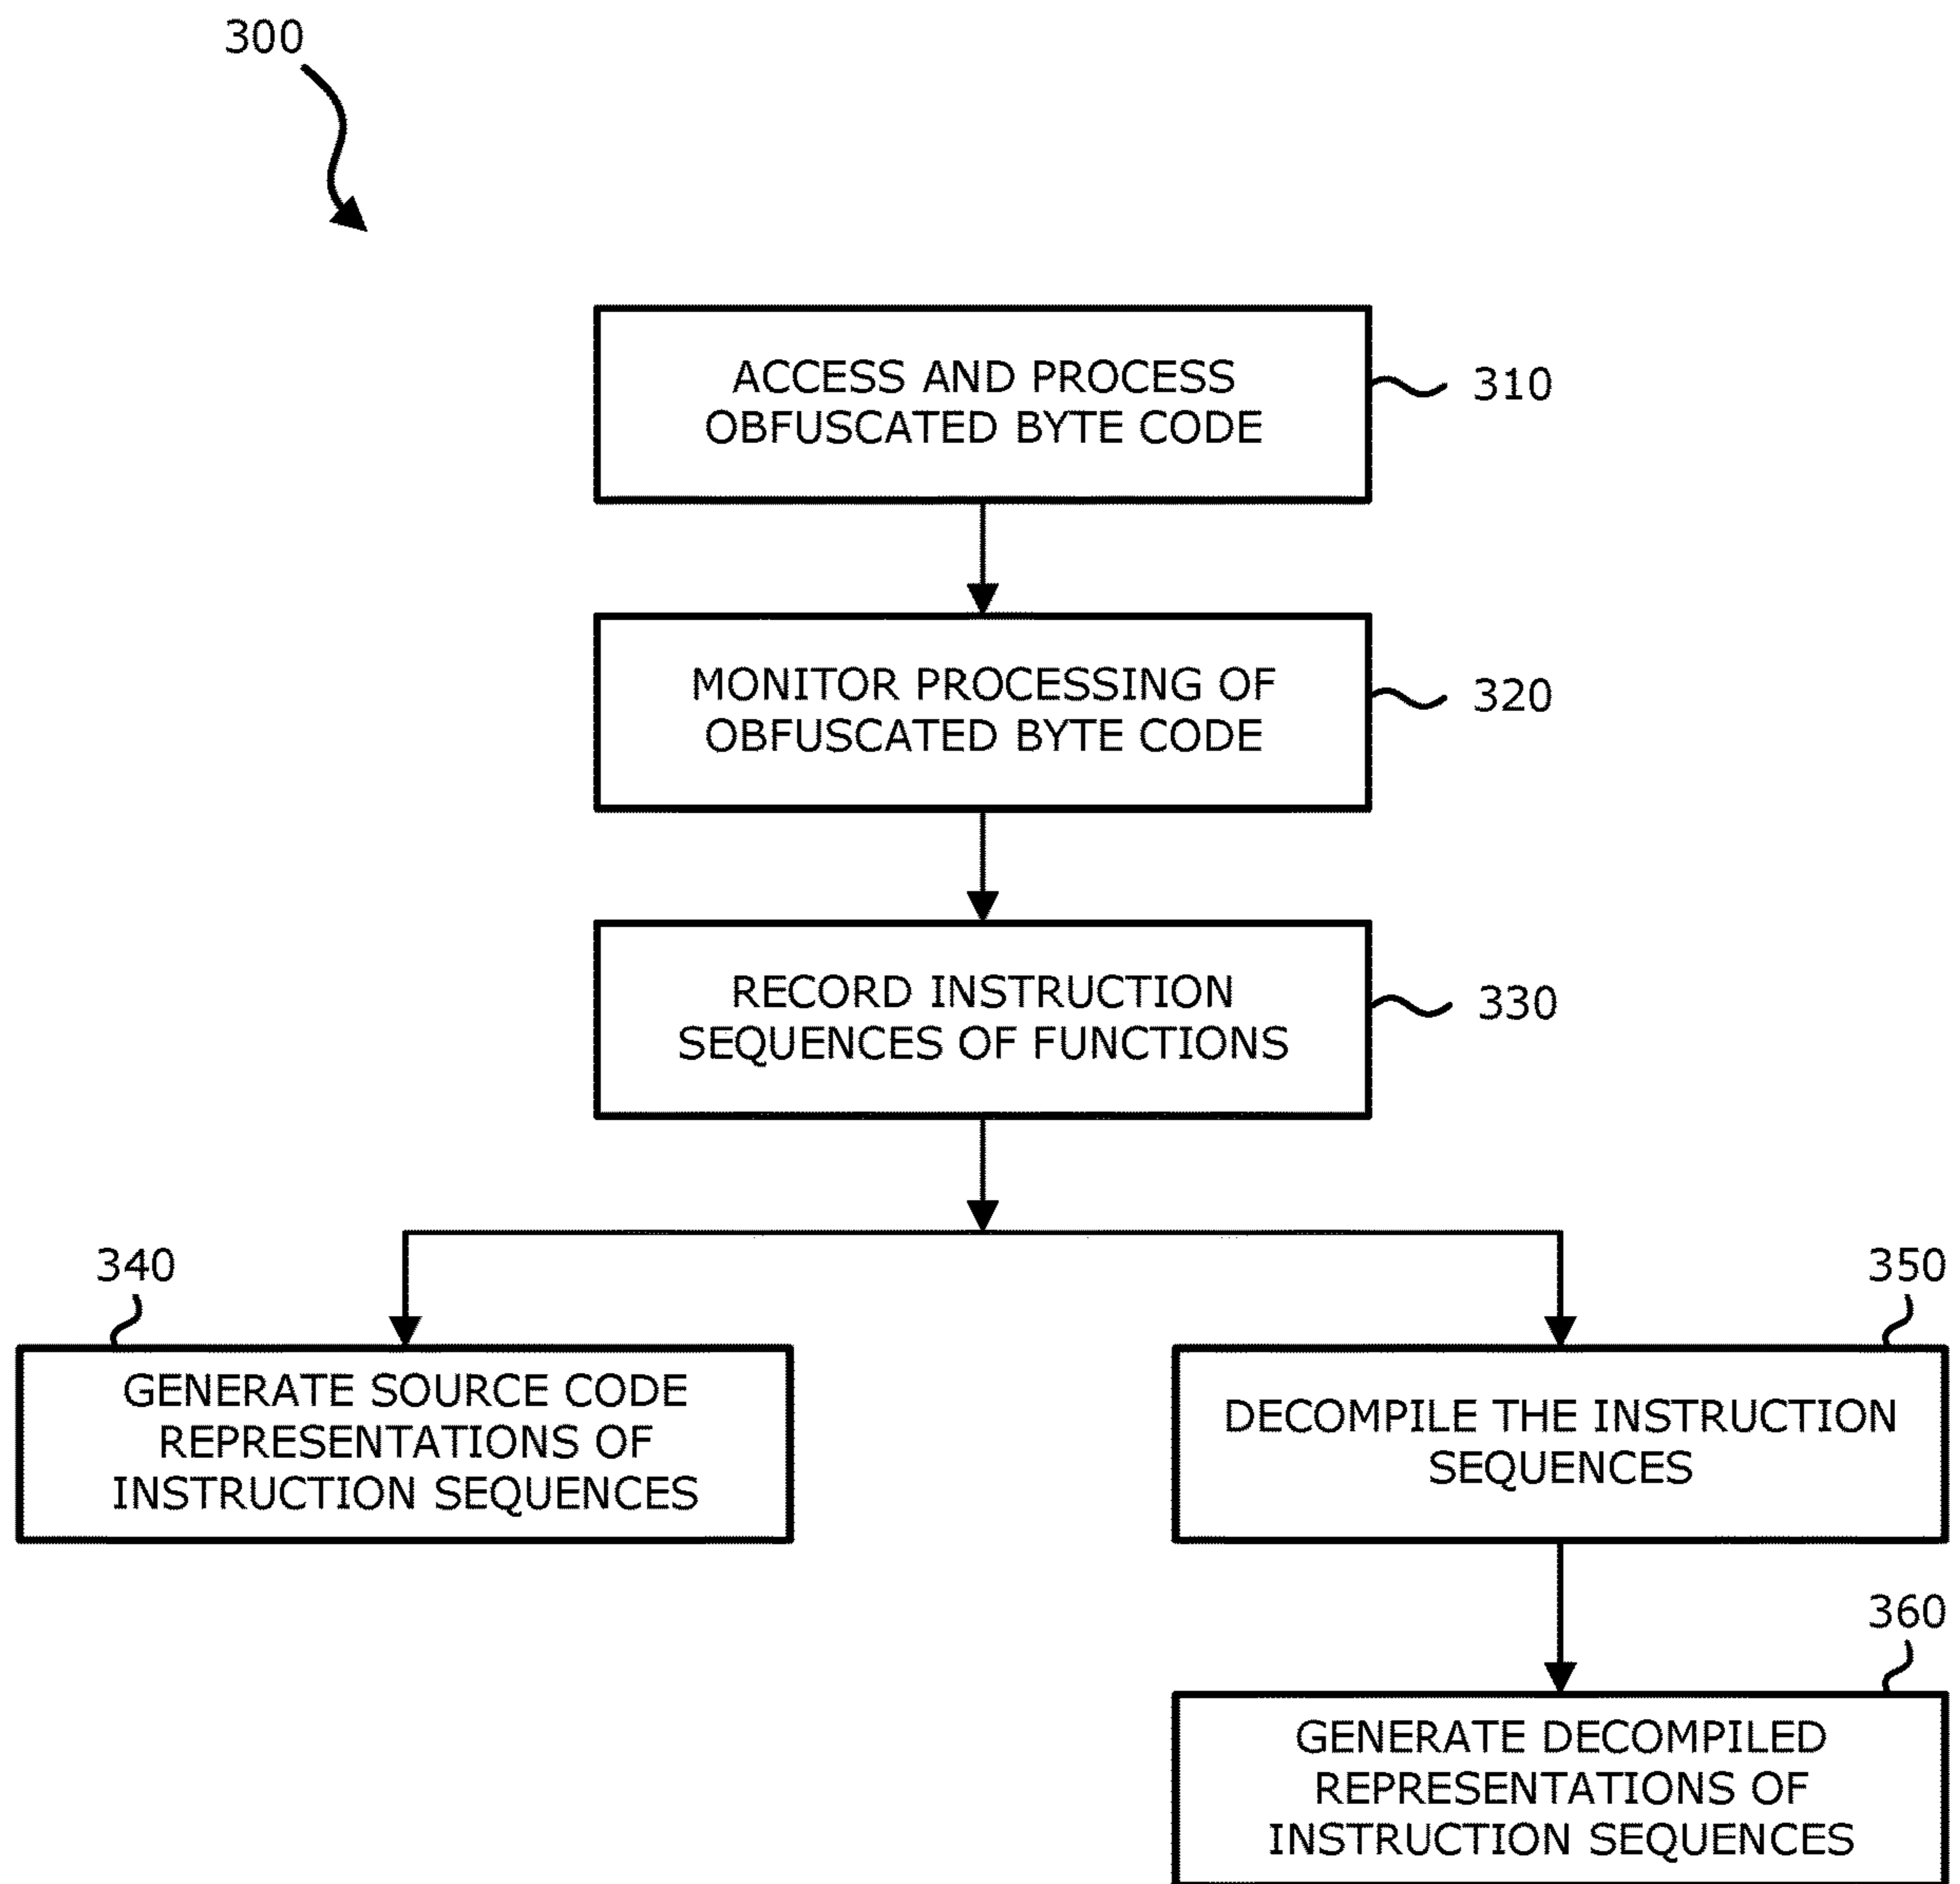 300
ACCESS AND PROCESS
OBFUSCATED BYTE CODE
310
MONITOR PROCESSING OF
OBFUSCATED BYTE CODE
320
RECORD INSTRUCTION
SEQUENCES OF FUNCTIONS
330
340
GENERATE SOURCE CODE
REPRESENTATIONS OF
INSTRUCTION SEQUENCES
350
DECOMPILE THE INSTRUCTION
SEQUENCES
360
GENERATE DECOMPILED
REPRESENTATIONS OF
INSTRUCTION SEQUENCES